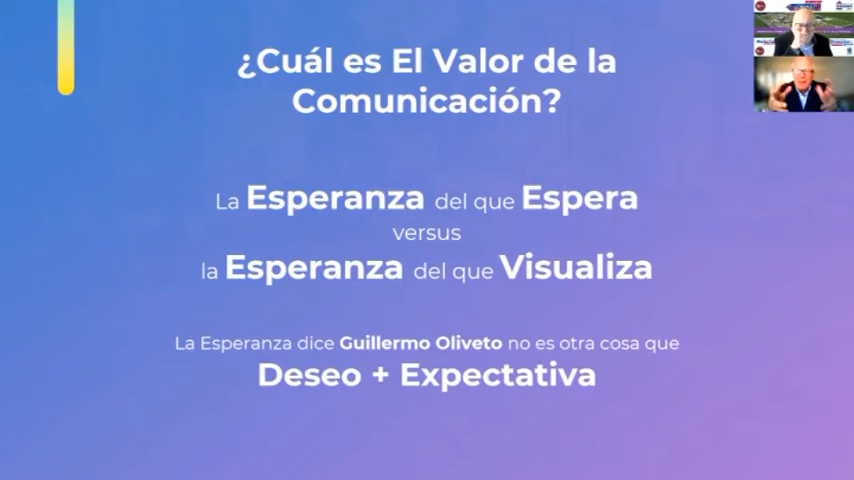 ¿Cuál es El Valor de la
Comunicación?
La Esperanza del que Espera
versus
la Esperanza del que Visualiza
La Esperanza dice Guillermo Oliveto no es otra cosa que
Deseo + Expectativa